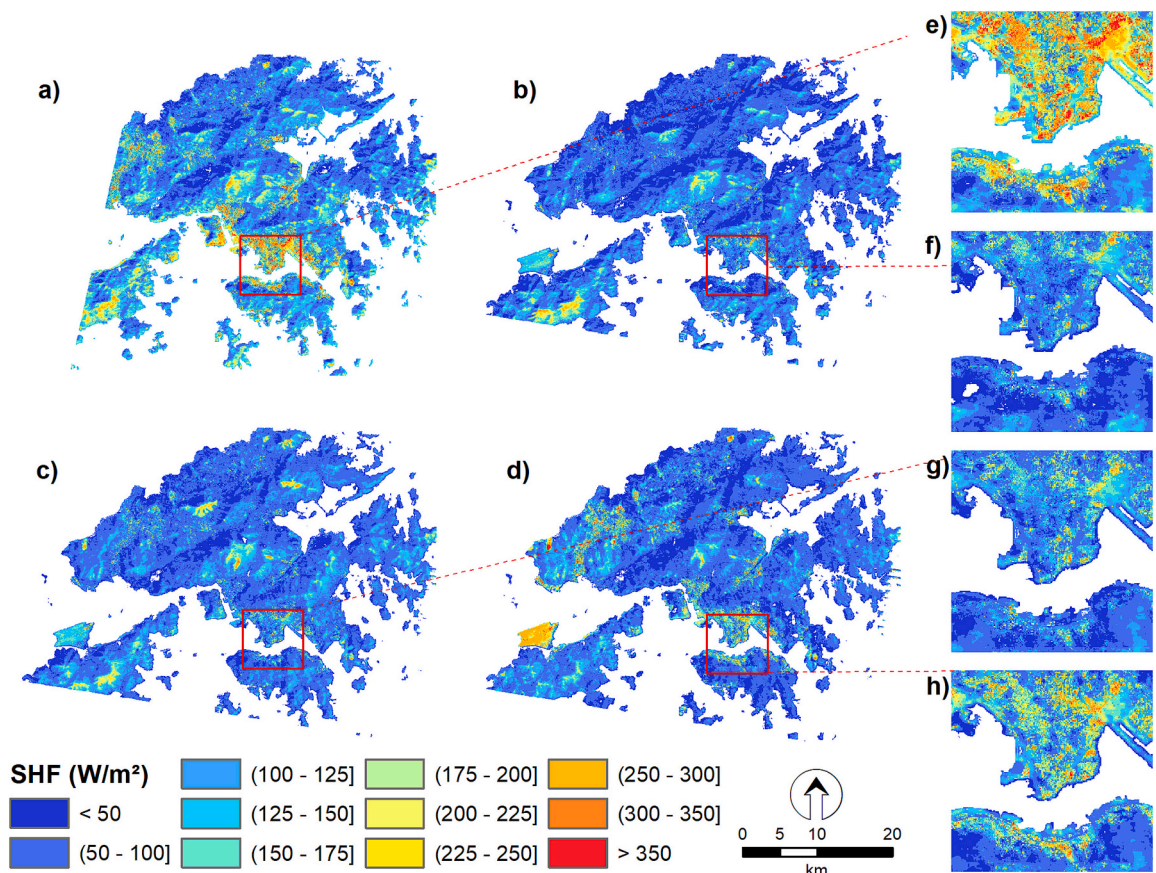 a)
b)
e)
f)
c)
d)
g)
h)
SHF (W/m²)
< 50
(50 - 100]
(100 - 125]
(125 - 150]
(150 - 175]
(175 - 200]
(200 - 225]
(225 - 250]
(250 - 300]
(300 - 350]
> 350
0 5 10 20
km